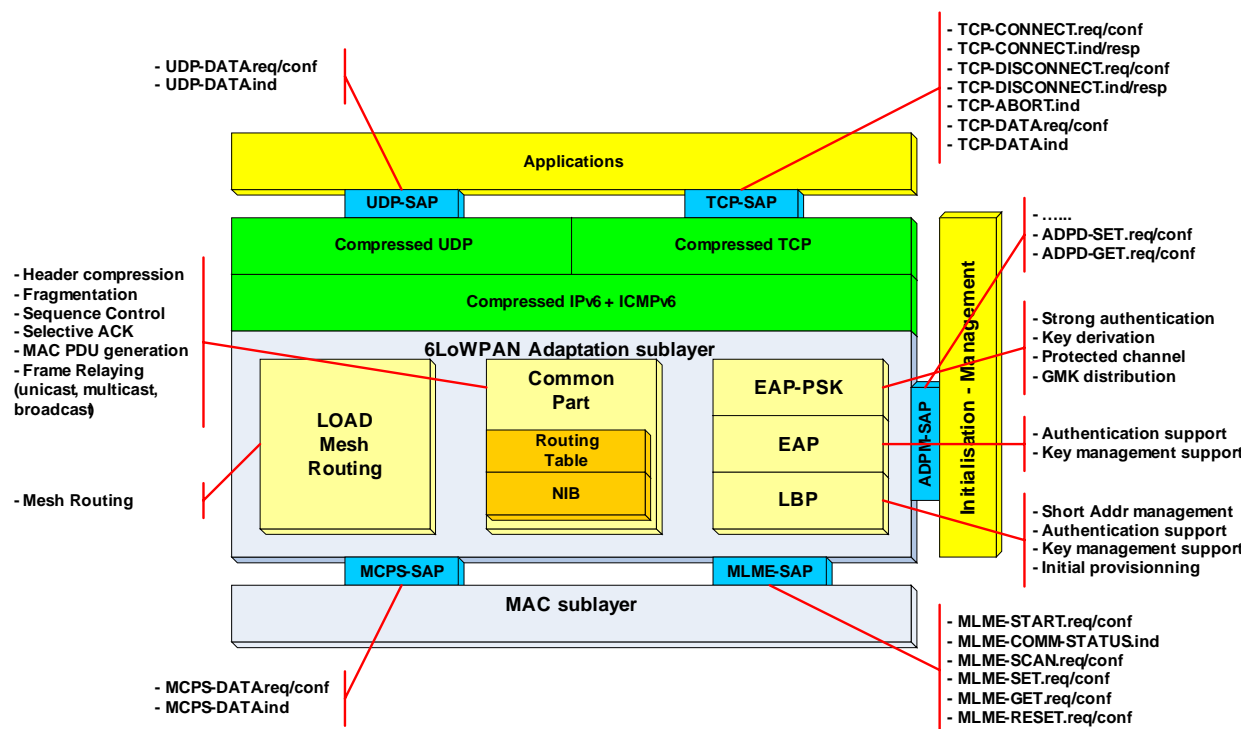 - TCP-CONNECT.req/conf
- TCP-CONNECT.ind/resp
- TCP-DISCONNECT.req/conf
- TCP-DISCONNECT.ind/resp
- TCP-ABORT.ind
- TCP-DATA.req/conf
- TCP-DATA.ind
- UDP-DATA.req/conf
- UDP-DATA.ind
Applications
UDP-SAP
TCP-SAP
Compressed UDP
Compressed TCP
Compressed IPv6 + ICMPv6
- Header compression
- Fragmentation
- Sequence Control
- Selective ACK
- MAC PDU generation
- Frame Relaying
(unicast, multicast,
broadcast)
- Mesh Routing
6LoWPAN Adaptation sublayer
LOAD
Mesh
Routing
Common
Part
Routing
Table
NIB
EAP-PSK
EAP
LBP
ADPM-SAP
Initialisation - Management
- ......
- ADPD-SET.req/conf
- ADPD-GET.req/conf
- Strong authentication
- Key derivation
- Protected channel
- GMK distribution
- Authentication support
- Key management support
- Short Addr management
- Authentication support
- Key management support
- Initial provisionning
MCPS-SAP
MLME-SAP
MAC sublayer
- MCPS-DATA.req/conf
- MCPS-DATA.ind
- MLME-START.req/conf
- MLME-COMM-STATUS.ind
- MLME-SCAN.req/conf
- MLME-SET.req/conf
- MLME-GET.req/conf
- MLME-RESET.req/conf